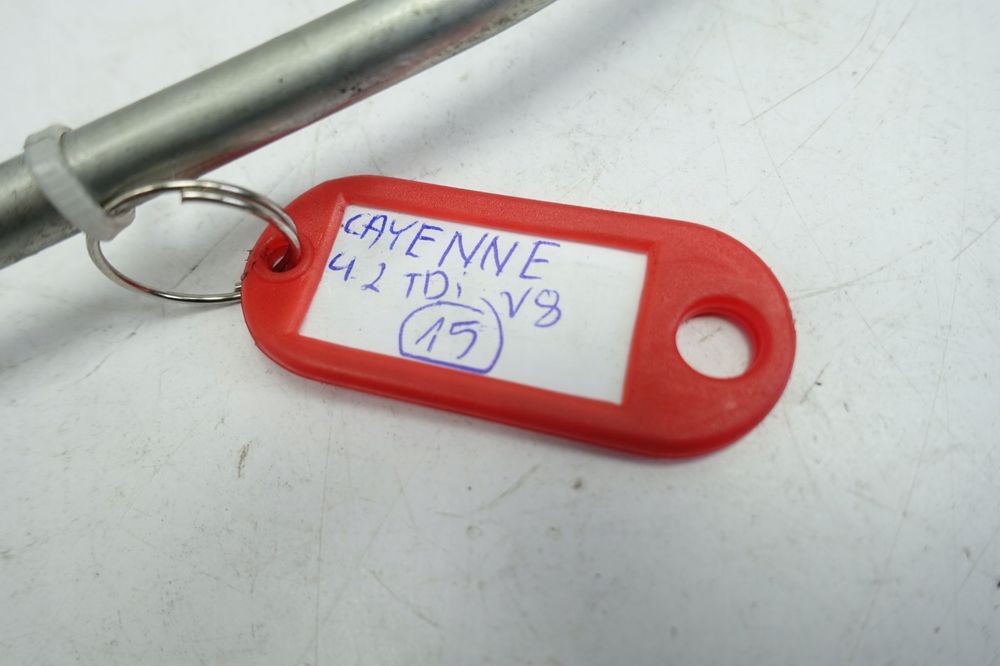 CAYENNE
4.2 TDi V8
15